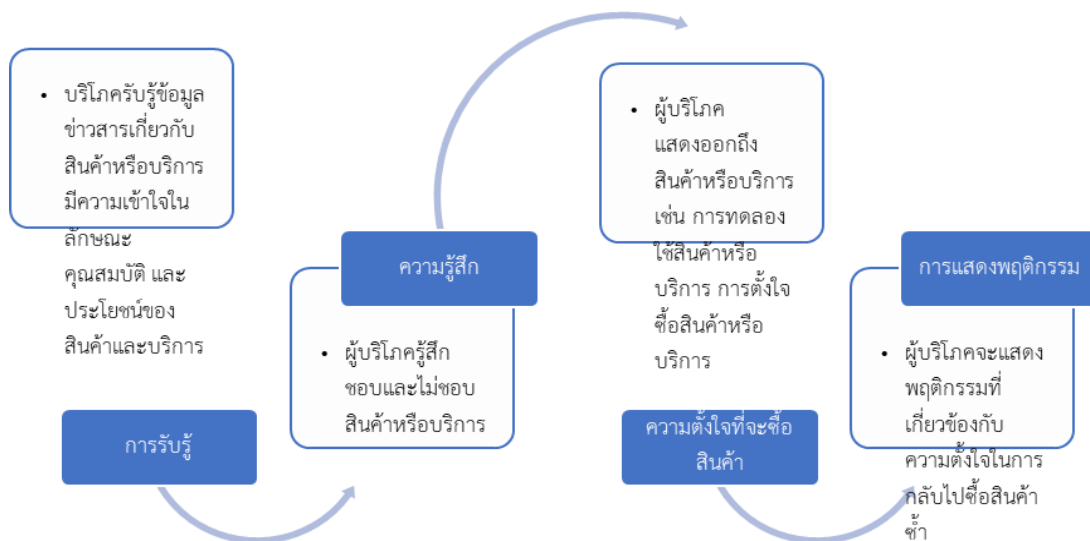 • บริโภครับรู้ข้อมูล
ข่าวสารเกี่ยวกับ
สินค้าหรือบริการ
มีความเข้าใจใน
ลักษณะ
คุณสมบัติ และ
ประโยชน์ของ
สินค้าและบริการ
การรับรู้
ความรู้สึก
• ผู้บริโภครู้สึก
ชอบและไม่ชอบ
สินค้าหรือบริการ
• ผู้บริโภค
แสดงออกถึง
สินค้าหรือบริการ
เช่น การทดลอง
ใช้สินค้าหรือ
บริการ การตั้งใจ
ซื้อสินค้าหรือ
บริการ
ความตั้งใจที่จะซื้อ
สินค้า
การแสดงพฤติกรรม
• ผู้บริโภคจะแสดง
พฤติกรรมที่
เกี่ยวข้องกับ
ความตั้งใจในการ
กลับไปซื้อสินค้า
ซ้ำ